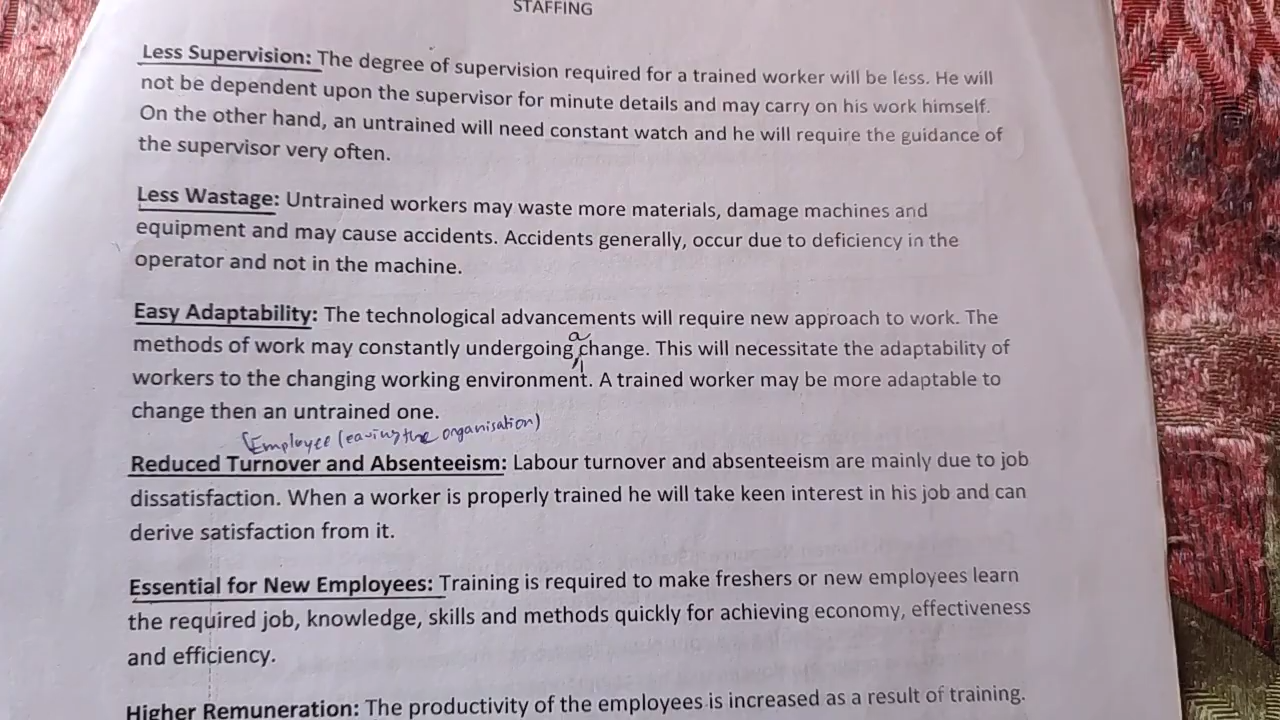 STAFFING
Less Supervision: The degree of supervision required for a trained worker will be less. He will
not be dependent upon the supervisor for minute details and may carry on his work himself.
On the other hand, an untrained will need constant watch and he will require the guidance of
the supervisor very often.
Less Wastage: Untrained workers may waste more materials, damage machines and
equipment and may cause accidents. Accidents generally, occur due to deficiency in the
operator and not in the machine.
Easy Adaptability: The technological advancements will require new approach to work. The
a
methods of work may constantly undergoing change. This will necessitate the adaptability of
workers to the changing working environment. A trained worker may be more adaptable to
change then an untrained one.
(Employee leaving the organisation)
Reduced Turnover and Absenteeism: Labour turnover and absenteeism are mainly due to job
dissatisfaction. When a worker is properly trained he will take keen interest in his job and can
derive satisfaction from it.
Essential for New Employees: Training is required to make freshers or new employees learn
the required job, knowledge, skills and methods quickly for achieving economy, effectiveness
and efficiency.
Higher Remuneration: The productivity of the employees is increased as a result of training.